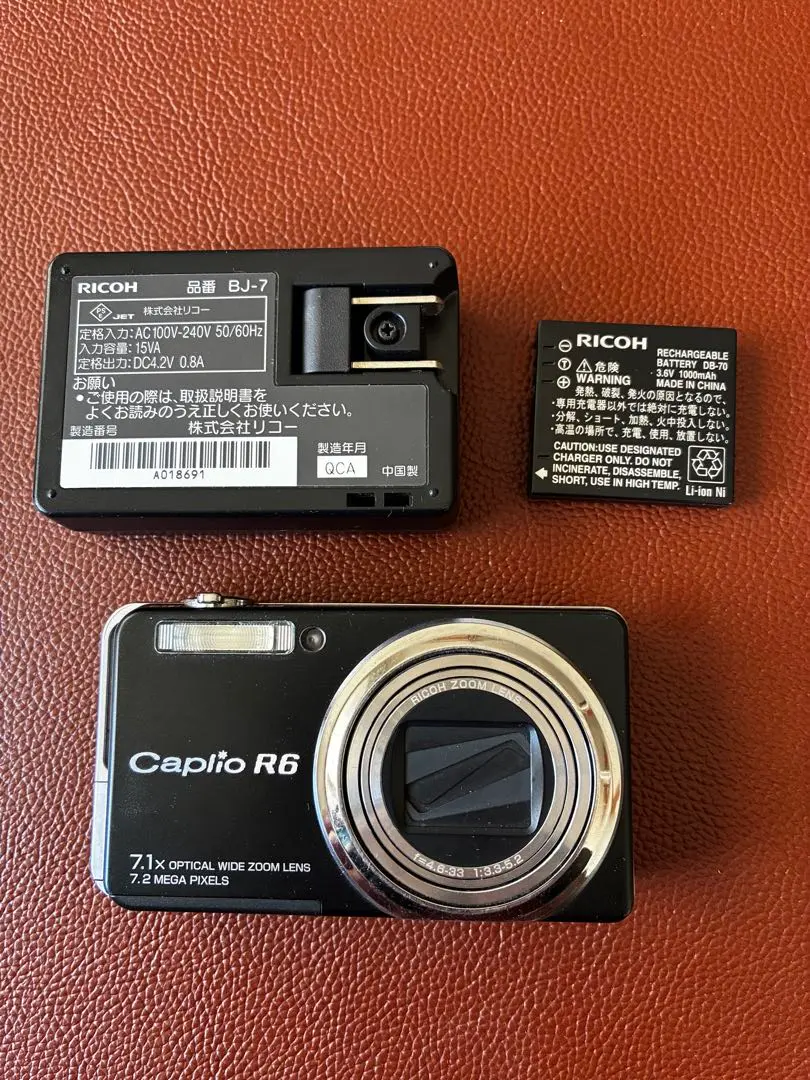 RICOH 品番 BJ-7
PS E JET 株式会社リコー
定格入力:AC100V-240V 50/60Hz
入力容量:15VA
定格出力:DC4.2V 0.8A
お願い
•ご使用の際は、取扱説明書を
よくお読みのうえ正しくお使いください。
製造番号 株式会社リコー
A018691
製造年月
QCA 中国製
RICOH
RECHARGEABLE
BATTERY DB-70
3.6V 1000mAh
MADE IN CHINA
⊖
Ⓣ
⊕
⚠危険
WARNING
発熱、破裂、発火の原因となるので、
・専用充電器以外では絶対に充電しない。
・分解、ショート、加熱、火中投入しない。
・高温の場所で、充電、使用、放置しない。
CAUTION:USE DESIGNATED
CHARGER ONLY. DO NOT
INCINERATE, DISASSEMBLE,
SHORT, USE IN HIGH TEMP.
Li-ion Ni
RICOH ZOOM LENS
Caplio R6
7.1x OPTICAL WIDE ZOOM LENS
7.2 MEGA PIXELS
f=4.6-33 1:3.3-5.2